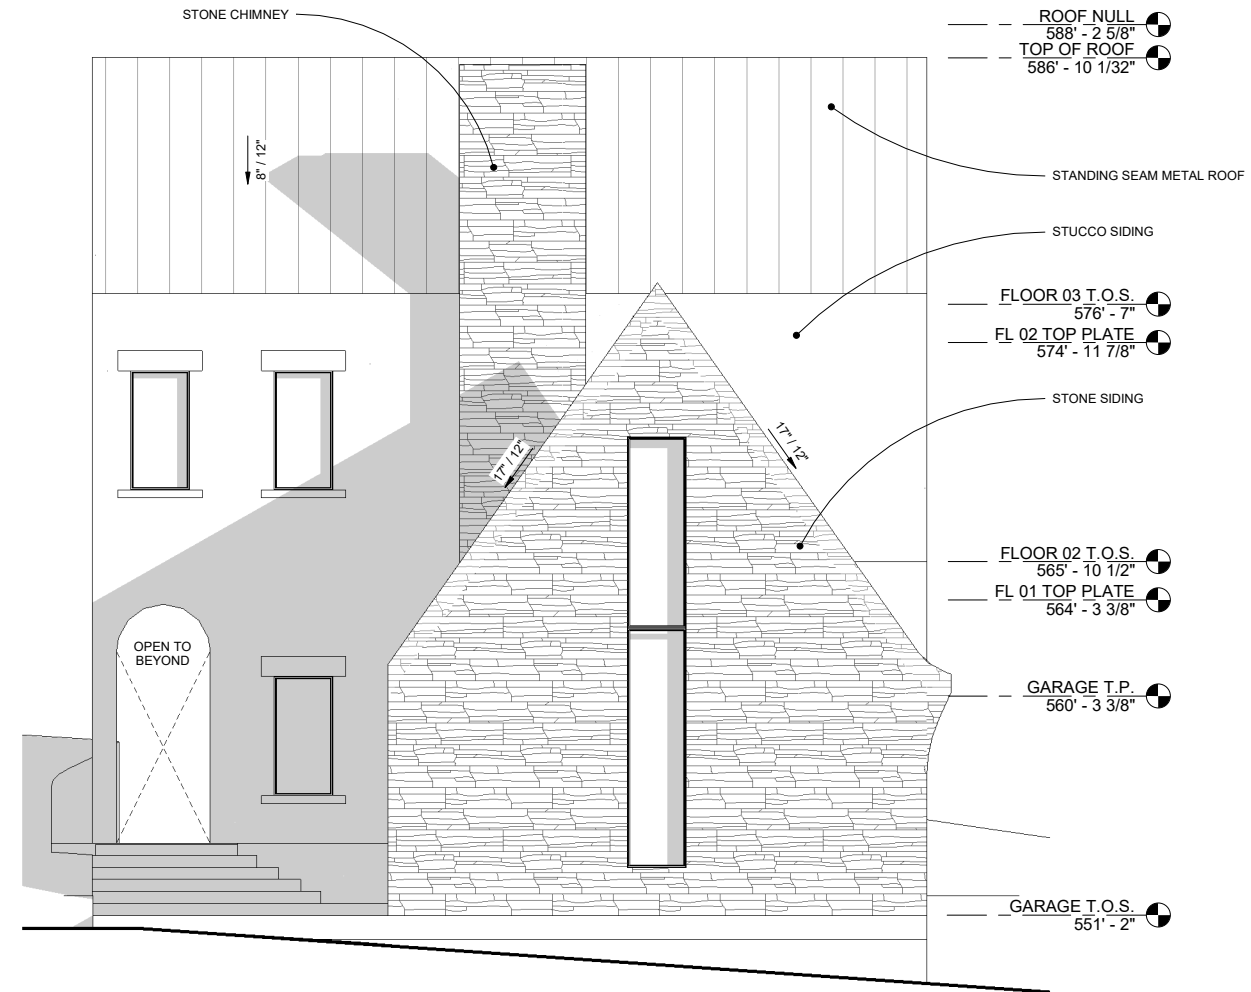 STONE CHIMNEY
ROOF NULL
588' - 2 5/8"
TOP OF ROOF
586' - 10 1/32"
8" / 12"
STANDING SEAM METAL ROOF
STUCCO SIDING
FLOOR 03 T.O.S.
576' - 7"
FL 02 TOP PLATE
574' - 11 7/8"
STONE SIDING
17" / 12"
17" / 12"
FLOOR 02 T.O.S.
565' - 10 1/2"
FL 01 TOP PLATE
564' - 3 3/8"
OPEN TO
BEYOND
GARAGE T.P.
560' - 3 3/8"
GARAGE T.O.S.
551' - 2"